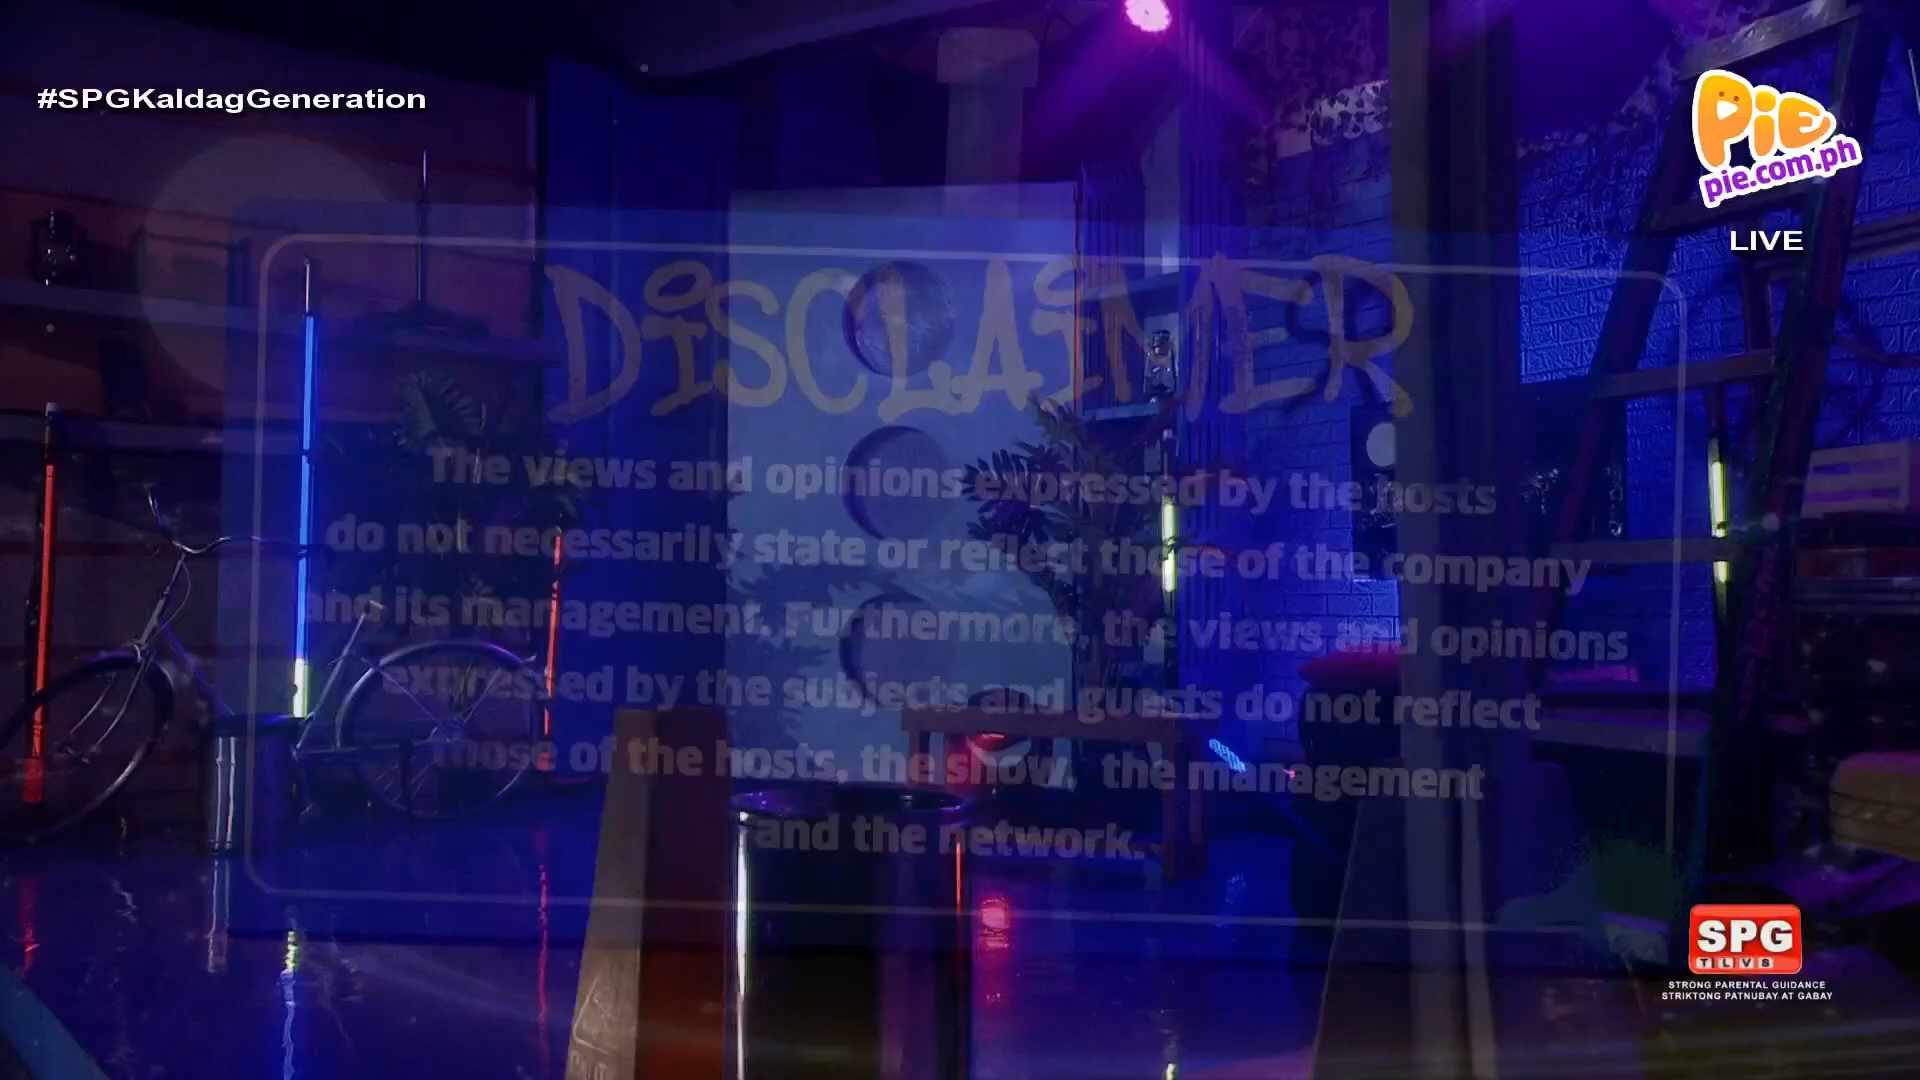 #SPGKaldagGeneration
PiE
pie.com.ph
LIVE
DiSCLAiMER
The views and opinions expressed by the hosts
do not necessarily state or reflect those of the company
and its management. Furthermore, the views and opinions
expressed by the subjects and guests do not reflect
those of the hosts, the show, the management
and the network.
SPG
T L V S
STRONG PARENTAL GUIDANCE
STRIKTONG PATNUBAY AT GABAY